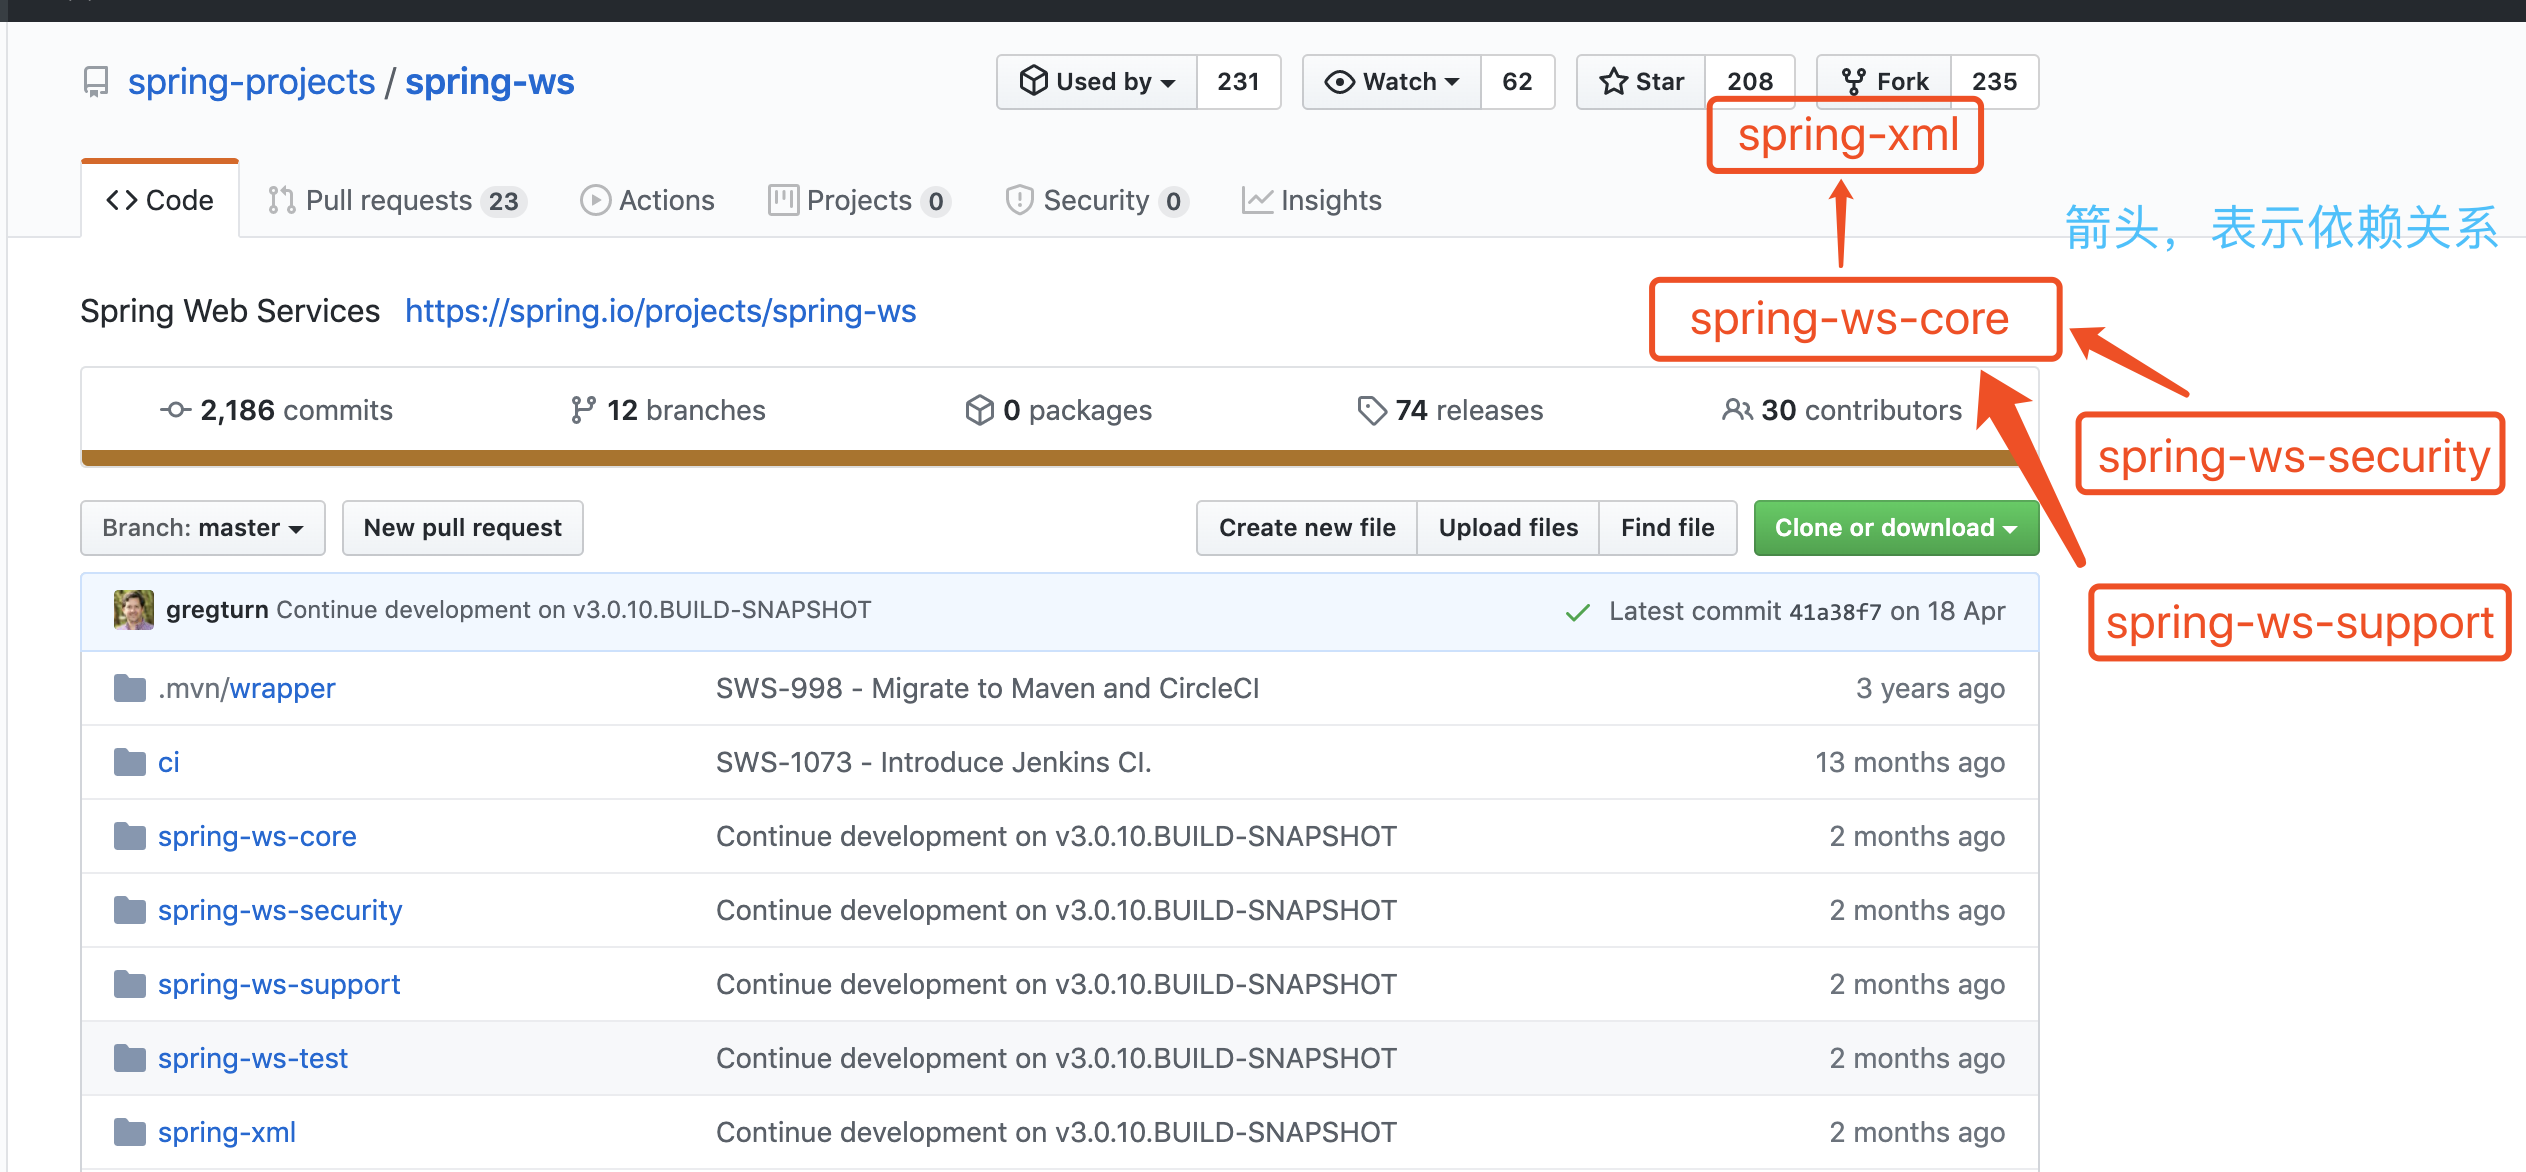 spring-projects / spring-ws
Used by 231
Watch 62
Star 208
Fork 235
spring-xml
Code
Pull requests 23
Actions
Projects 0
Security 0
Insights
箭头，表示依赖关系
Spring Web Services https://spring.io/projects/spring-ws
spring-ws-core
2,186 commits
12 branches
0 packages
74 releases
30 contributors
spring-ws-security
Branch: master
New pull request
Create new file
Upload files
Find file
Clone or download
gregturn Continue development on v3.0.10.BUILD-SNAPSHOT
Latest commit 41a38f7 on 18 Apr
spring-ws-support
.mvn/wrapper SWS-998 - Migrate to Maven and CircleCI 3 years ago
ci SWS-1073 - Introduce Jenkins CI. 13 months ago
spring-ws-core Continue development on v3.0.10.BUILD-SNAPSHOT 2 months ago
spring-ws-security Continue development on v3.0.10.BUILD-SNAPSHOT 2 months ago
spring-ws-support Continue development on v3.0.10.BUILD-SNAPSHOT 2 months ago
spring-ws-test Continue development on v3.0.10.BUILD-SNAPSHOT 2 months ago
spring-xml Continue development on v3.0.10.BUILD-SNAPSHOT 2 months ago